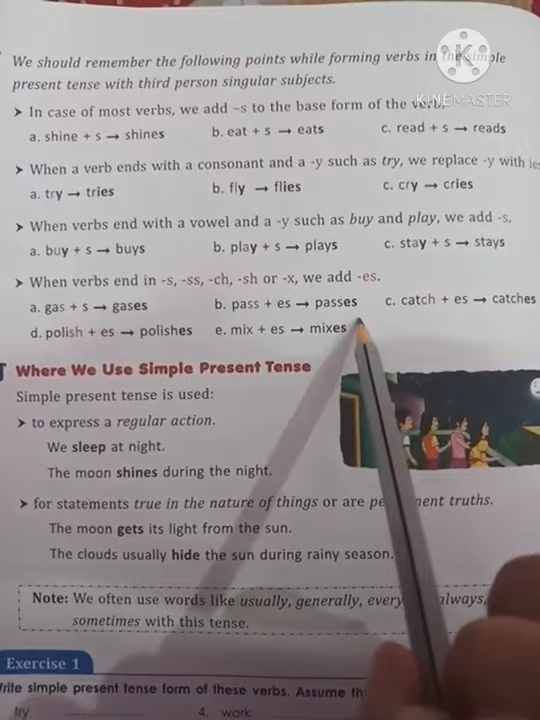 We should remember the following points while forming verbs in the simple
present tense with third person singular subjects.
KINEMASTER
➤ In case of most verbs, we add –s to the base form of the verb.
a. shine + s → shines b. eat + s → eats c. read + s → reads
➤ When a verb ends with a consonant and a -y such as try, we replace -y with ies
a. try → tries b. fly → flies c. cry → cries
➤ When verbs end with a vowel and a -y such as buy and play, we add -s.
a. buy + s → buys b. play + s → plays c. stay + s → stays
➤ When verbs end in -s, -ss, -ch, -sh or -x, we add -es.
a. gas + s → gases b. pass + es → passes c. catch + es → catches
d. polish + es → polishes e. mix + es → mixes
Where We Use Simple Present Tense
Simple present tense is used:
➤ to express a regular action.
We sleep at night.
The moon shines during the night.
➤ for statements true in the nature of things or are permanent truths.
The moon gets its light from the sun.
The clouds usually hide the sun during rainy season.
Note: We often use words like usually, generally, every always,
sometimes with this tense.
Exercise 1
Write simple present tense form of these verbs. Assume
try 4. work